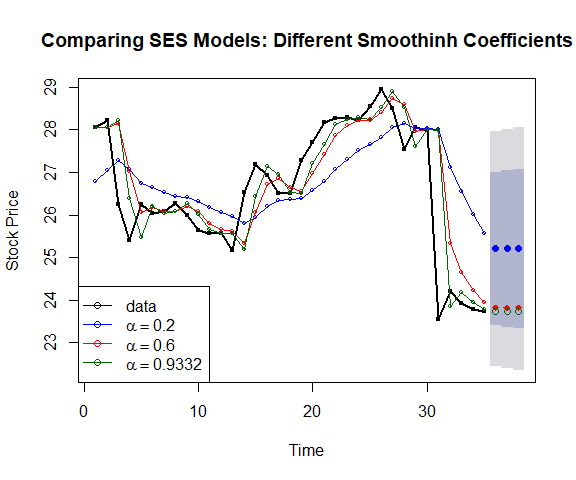 Comparing SES Models: Different Smoothinh Coefficients
Stock Price
29
28
27
26
25
24
23
data
α = 0.2
α = 0.6
α = 0.9332
0
10
20
30
Time